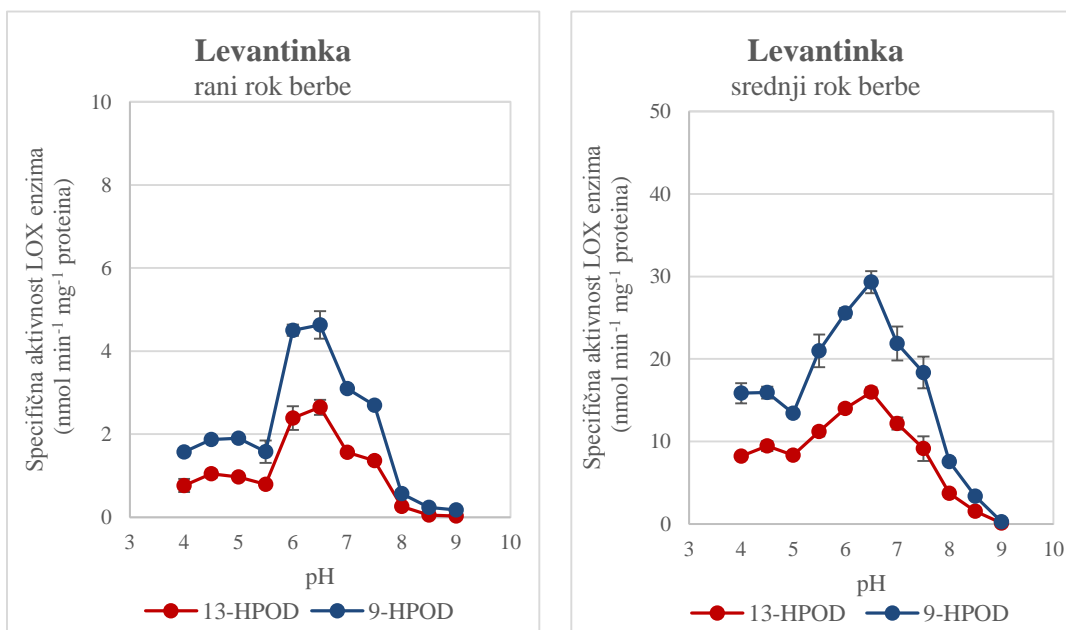 Levantinka
rani rok berbe
Specifična aktivnost LOX enzima
(nmol min⁻¹ mg⁻¹ proteina)
10
8
6
4
2
0
3 4 5 6 7 8 9 10
pH
13-HPOD 9-HPOD
Levantinka
srednji rok berbe
Specifična aktivnost LOX enzima
(nmol min⁻¹ mg⁻¹ proteina)
50
40
30
20
10
0
3 4 5 6 7 8 9 10
pH
13-HPOD 9-HPOD